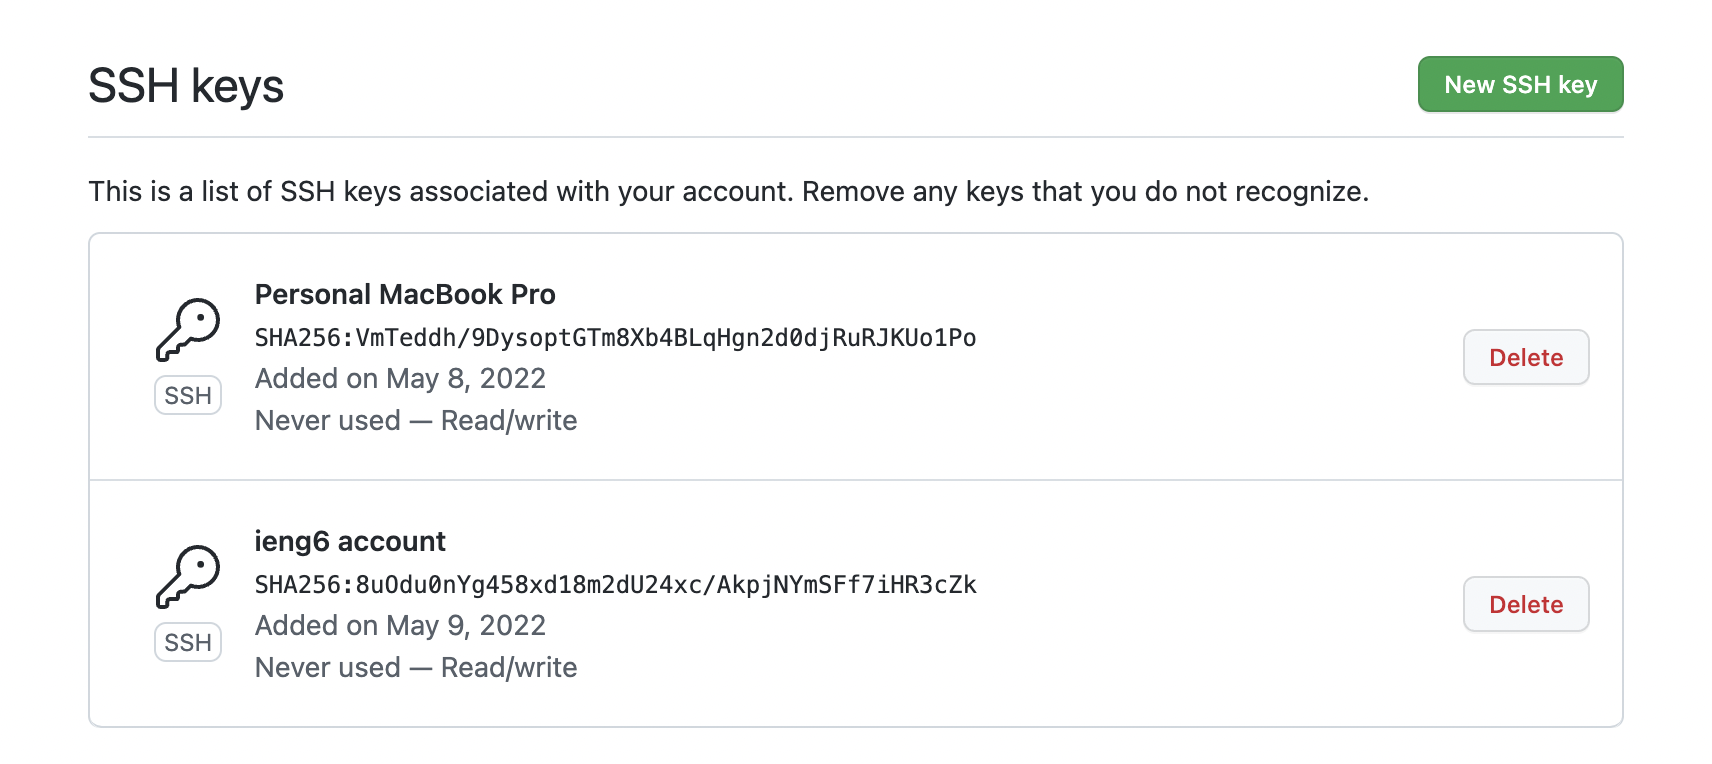 SSH keys
New SSH key
This is a list of SSH keys associated with your account. Remove any keys that you do not recognize.
Personal MacBook Pro
SHA256:VmTeddh/9DysoptGTm8Xb4BLqHgn2d0djRuRJKUo1Po
Added on May 8, 2022
Never used — Read/write
SSH
Delete
ieng6 account
SHA256:8uOdu0nYg458xd18m2dU24xc/AkpjNYmSFf7iHR3cZk
Added on May 9, 2022
Never used — Read/write
SSH
Delete